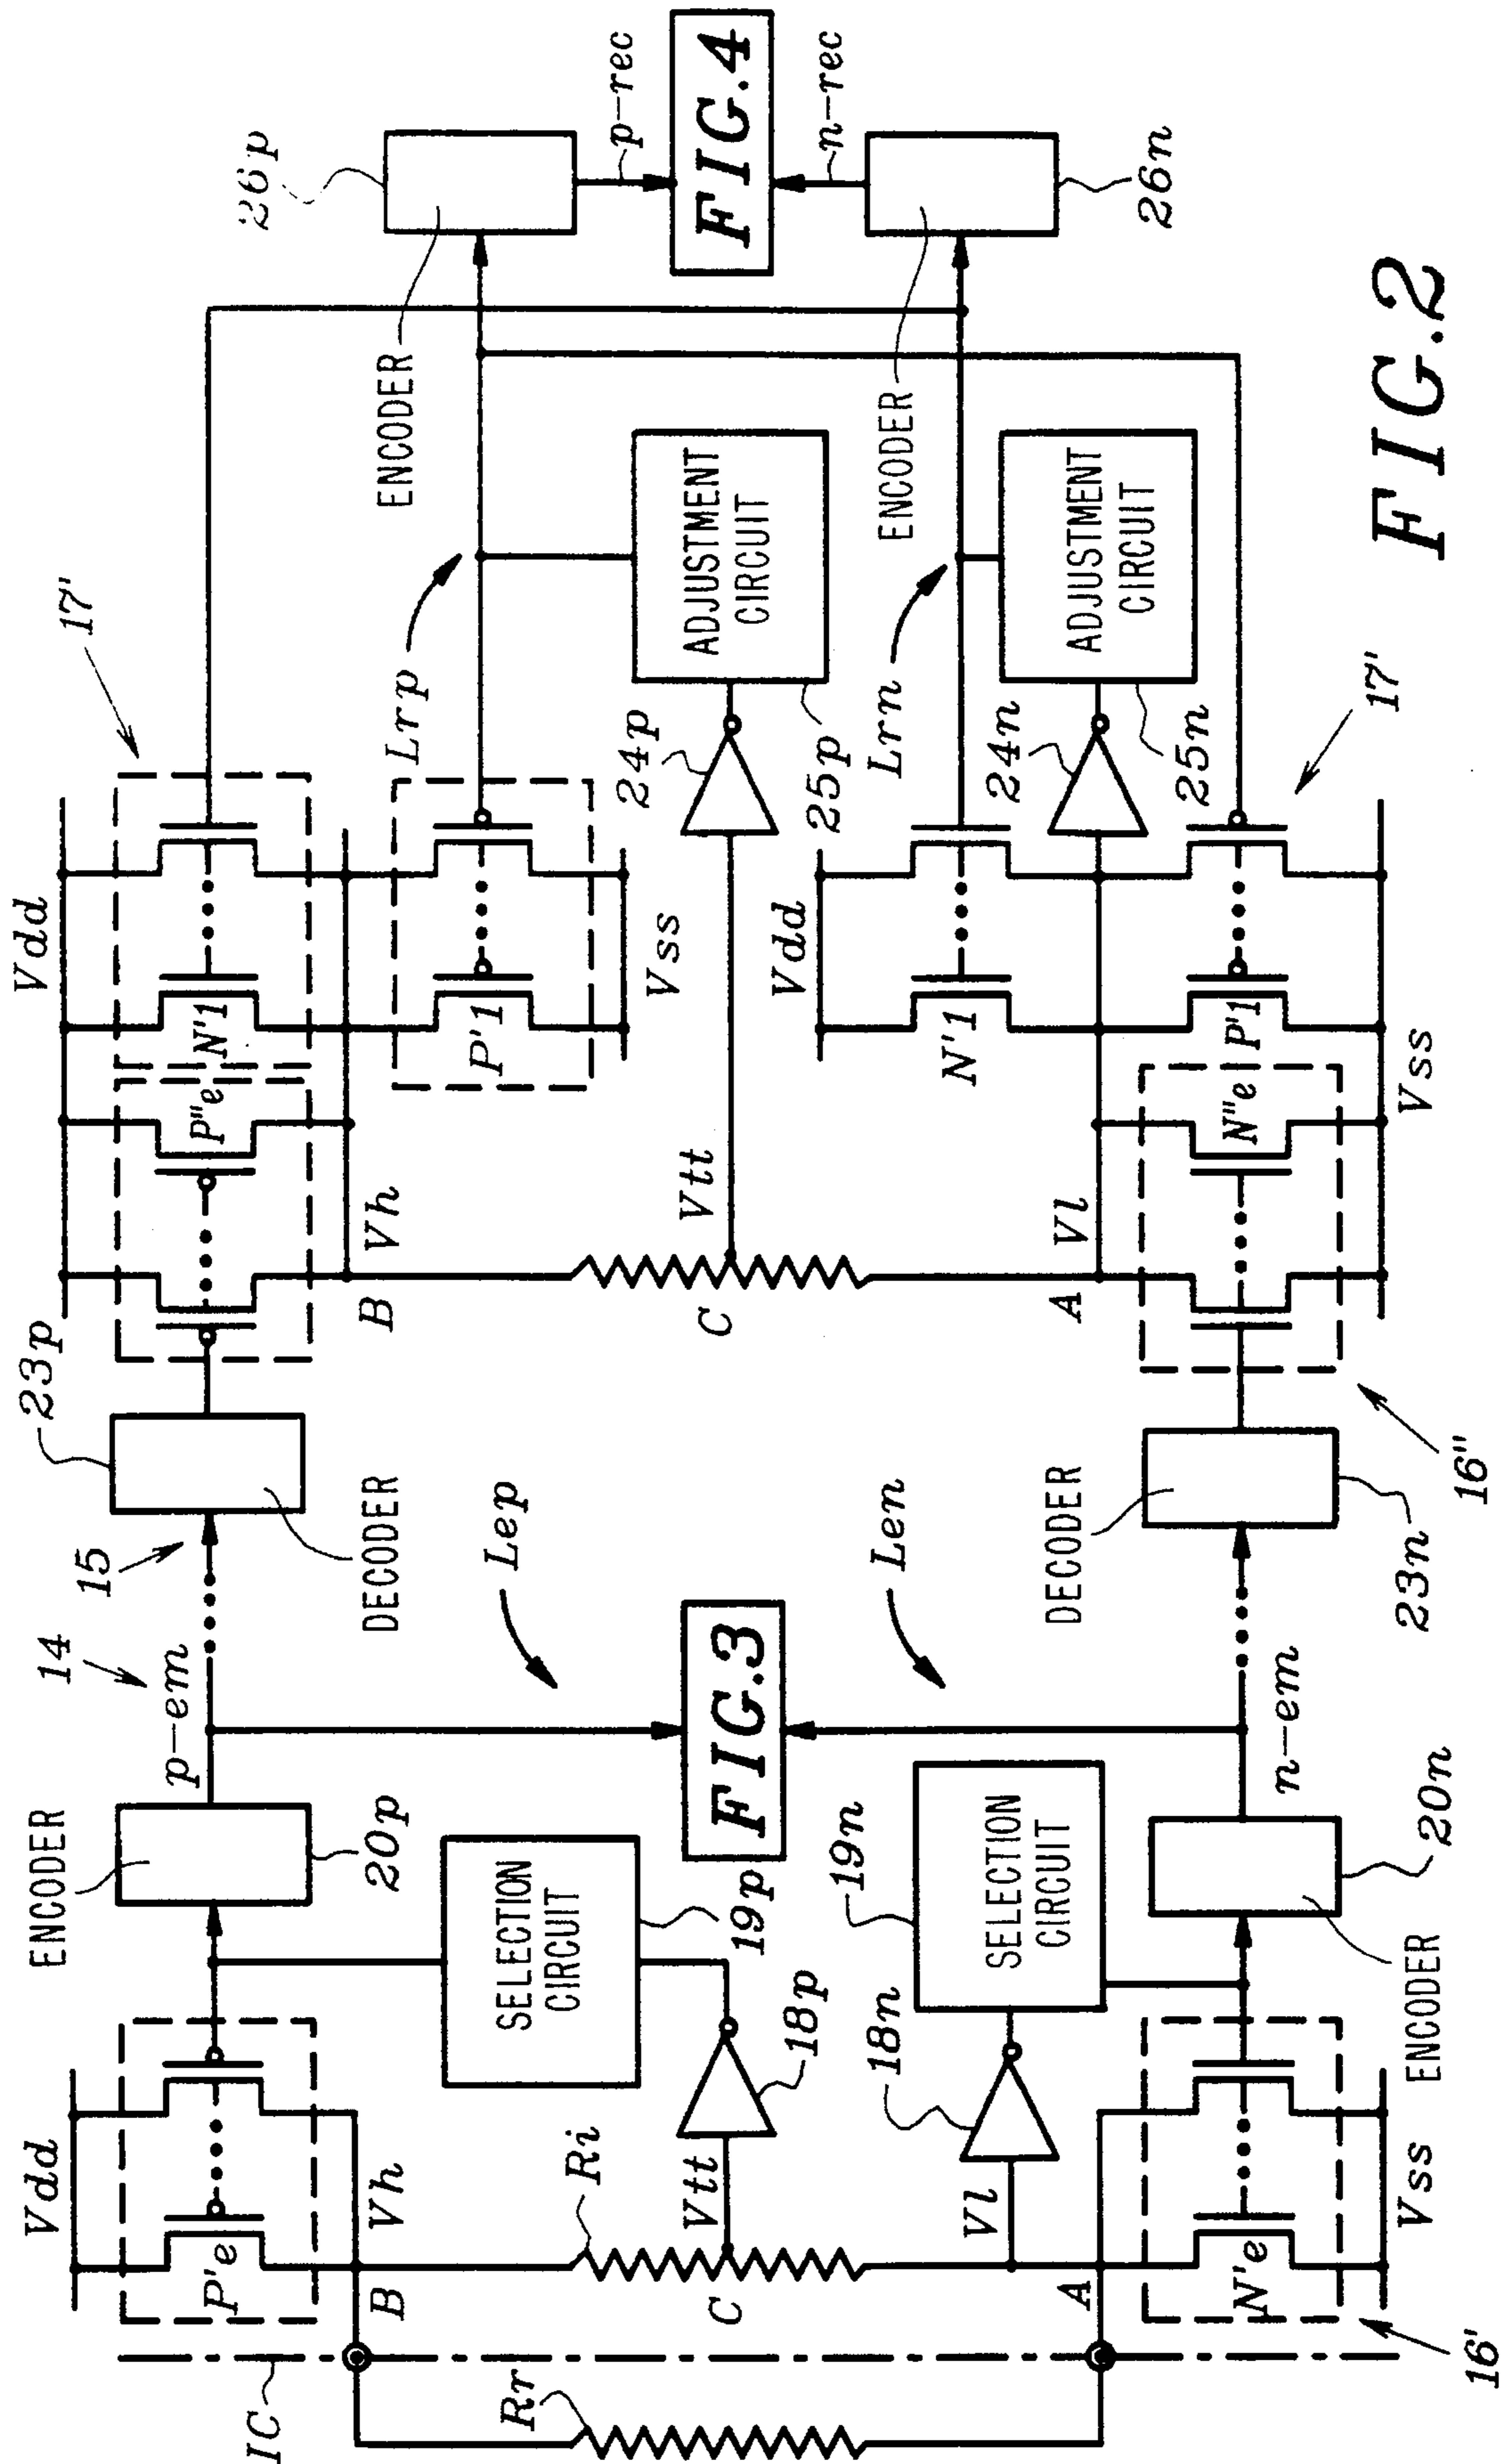 Vdd
P'e
Vh
B
IC
Rr
Ri
C
Vtt
18p
SELECTION
CIRCUIT
19p
ENCODER
20p
p-em
14
15
Lep
FIG.3
Len
Vl
A
18n
19n
SELECTION
CIRCUIT
N'e
Vss
16'
ENCODER
20n
n-em
23p
DECODER
DECODER
23n
16"
Vdd
P"e
N'1
17'
B
Vh
P'1
Vss
Lrp
C
Vtt
24p
ADJUSTMENT
CIRCUIT
25p
Vdd
N'1
Lrn
24n
ADJUSTMENT
CIRCUIT
25n
A
Vl
N"e
P'1
Vss
17'
ENCODER
26p
p-rec
FIG.4
n-rec
ENCODER
26n
FIG.2